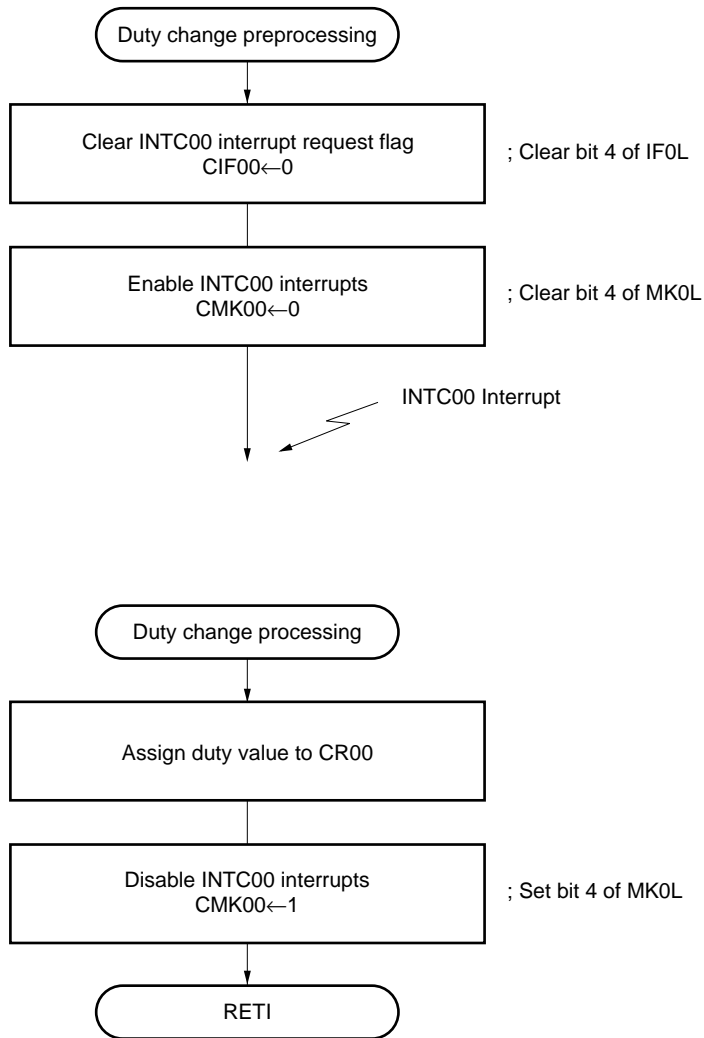 Duty change preprocessing
Clear INTC00 interrupt request flag
CIF00←0
; Clear bit 4 of IF0L
Enable INTC00 interrupts
CMK00←0
; Clear bit 4 of MK0L
INTC00 Interrupt
Duty change processing
Assign duty value to CR00
Disable INTC00 interrupts
CMK00←1
; Set bit 4 of MK0L
RETI